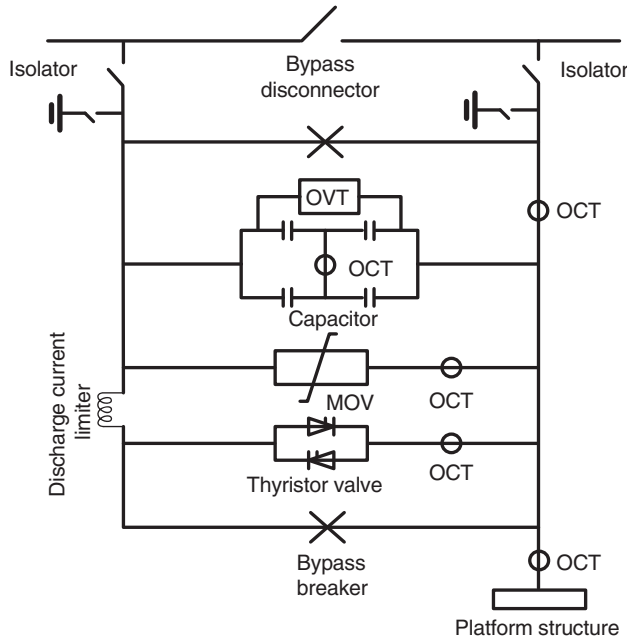 Isolator
Bypass
disconnector
Isolator
OVT
OCT
OCT
Capacitor
MOV
OCT
Discharge current
limiter
OCT
Thyristor valve
Bypass
breaker
OCT
Platform structure